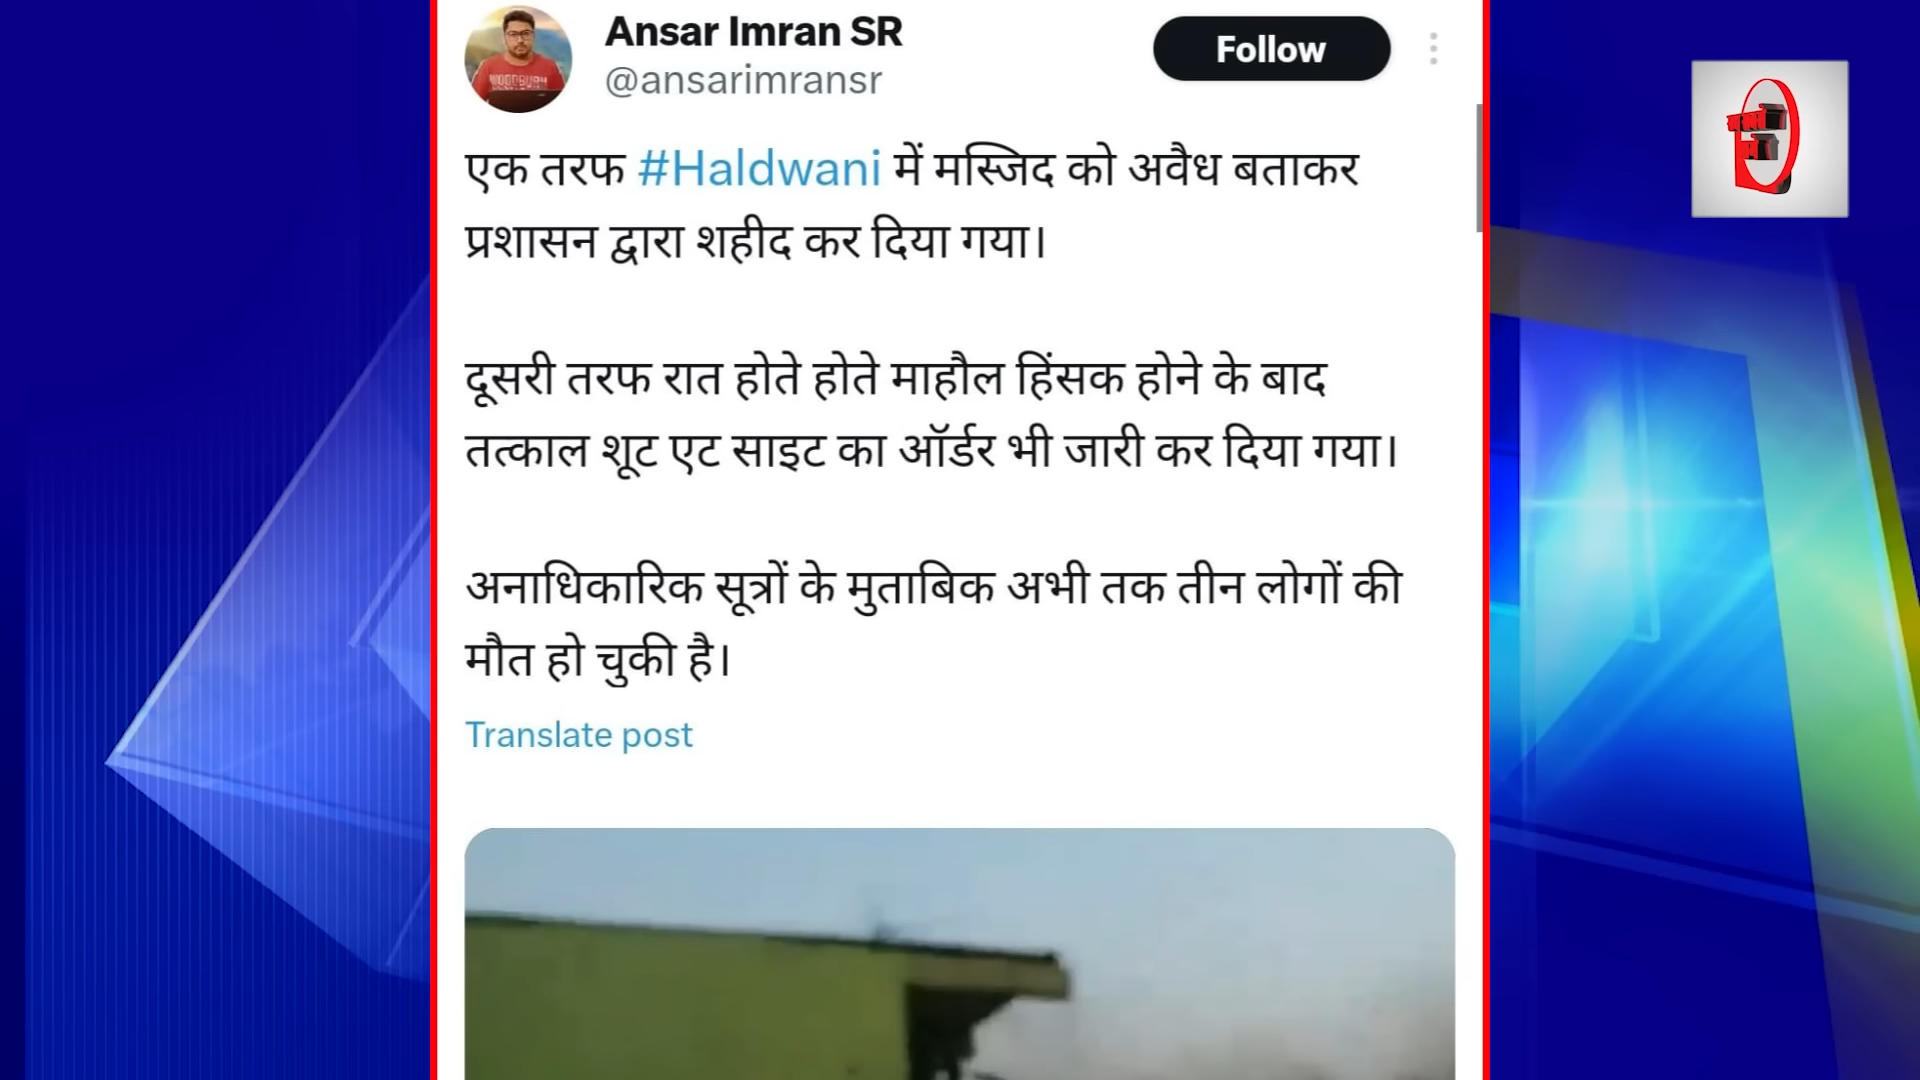 Ansar Imran SR
@ansarimransr
Follow
एक तरफ #Haldwani में मस्जिद को अवैध बताकर
प्रशासन द्वारा शहीद कर दिया गया।
दूसरी तरफ रात होते होते माहौल हिंसक होने के बाद
तत्काल शूट एट साइट का ऑर्डर भी जारी कर दिया गया।
अनाधिकारिक सूत्रों के मुताबिक अभी तक तीन लोगों की
मौत हो चुकी है।
Translate post